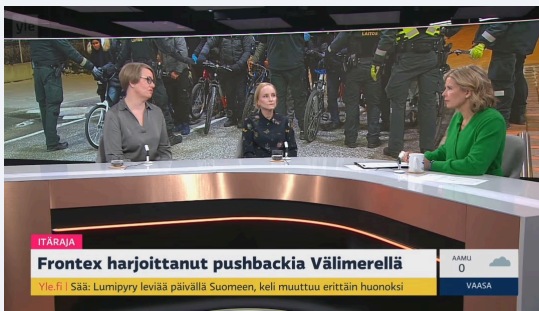 yle
ITÄRAJA
Frontex harjoittanut pushbackia Välimerellä
Yle.fi | Sää: Lumipyry leviää päivällä Suomeen, keli muuttuu erittäin huonoksi
AAMU
0
VAASA